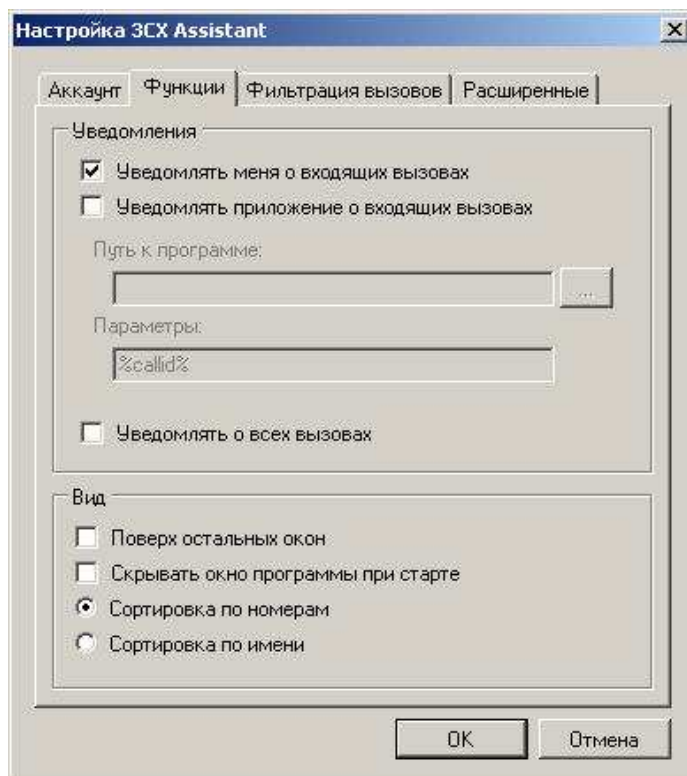 Настройка 3CX Assistant
Аккаунт Функции Фильтрация вызовов Расширенные
Уведомления
Уведомлять меня о входящих вызовах
Уведомлять приложение о входящих вызовах
Путь к программе:
...
Параметры:
%callid%
Уведомлять о всех вызовах
Вид
Поверх остальных окон
Скрывать окно программы при старте
Сортировка по номерам
Сортировка по имени
OK Отмена